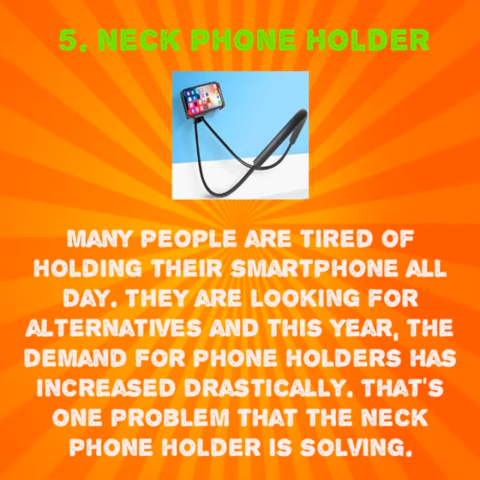 5. NECK PHONE HOLDER
MANY PEOPLE ARE TIRED OF
HOLDING THEIR SMARTPHONE ALL
DAY. THEY ARE LOOKING FOR
ALTERNATIVES AND THIS YEAR, THE
DEMAND FOR PHONE HOLDERS HAS
INCREASED DRASTICALLY. THAT'S
ONE PROBLEM THAT THE NECK
PHONE HOLDER IS SOLVING.